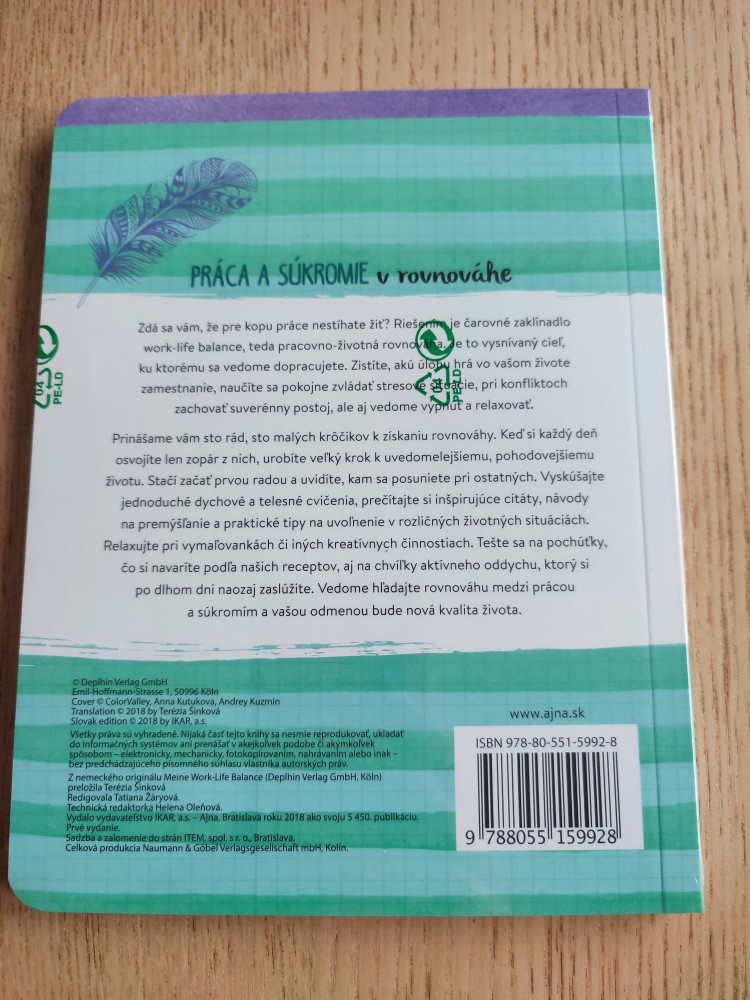 PRÁCA A SÚKROMIE v rovnováhe
Zdá sa vám, že pre kopu práce nestíhate žiť? Riešením je čarovné zaklínadlo
work-life balance, teda pracovno-životná rovnováha. Je to vysnívaný cieľ,
ku ktorému sa vedome dopracujete. Zistíte, akú úlohu hrá vo vašom živote
zamestnanie, naučíte sa pokojne zvládať stresové situácie, pri konfliktoch
zachovať suverénny postoj, ale aj vedome vypnúť a relaxovať.
04
PE-LD
04
PE-LD
Prinášame vám sto rád, sto malých krôčikov k získaniu rovnováhy. Keď si každý deň
osvojíte len zopár z nich, urobíte veľký krok k uvedomelejšiemu, pohodovejšiemu
životu. Stačí začať prvou radou a uvidíte, kam sa posuniete pri ostatných. Vyskúšajte
jednoduché dychové a telesné cvičenia, prečítajte si inšpirujúce citáty, návody
na premýšľanie a praktické tipy na uvoľnenie v rozličných životných situáciách.
Relaxujte pri vymaľovankách či iných kreatívnych činnostiach. Tešte sa na pochúťky,
čo si navaríte podľa našich receptov, aj na chvíľky aktívneho oddychu, ktorý si
po dlhom dni naozaj zaslúžite. Vedome hľadajte rovnováhu medzi prácou
a súkromím a vašou odmenou bude nová kvalita života.
© Deplhin Verlag GmbH
Emil-Hoffmann-Strasse 1, 50996 Köln
Cover © ColorValley, Anna Kutukova, Andrey Kuzmin
Translation © 2018 by Terézia Šinková
Slovak edition © 2018 by IKAR, a.s.
Všetky práva sú vyhradené. Nijaká časť tejto knihy sa nesmie reprodukovať, ukladať
do informačných systémov ani prenášať v akejkoľvek podobe či akýmkoľvek
spôsobom – elektronicky, mechanicky, fotokopírovaním, nahrávaním alebo inak –
bez predchádzajúceho písomného súhlasu vlastníka autorských práv.
Z nemeckého originálu Meine Work-Life Balance (Deplhin Verlag GmbH, Köln)
preložila Terézia Šinková
Redigovala Tatiana Žáryová.
Technická redaktorka Helena Oleňová.
Vydalo vydavateľstvo IKAR, a.s. – Ajna. Bratislava roku 2018 ako svoju 5 450. publikáciu.
Prvé vydanie.
Sadzba a zalomenie do strán ITEM, spol. s r. o., Bratislava.
Celková produkcia Naumann & Göbel Verlagsgesellschaft mbH, Kolín.
www.ajna.sk
ISBN 978-80-551-5992-8
9 788055 159928